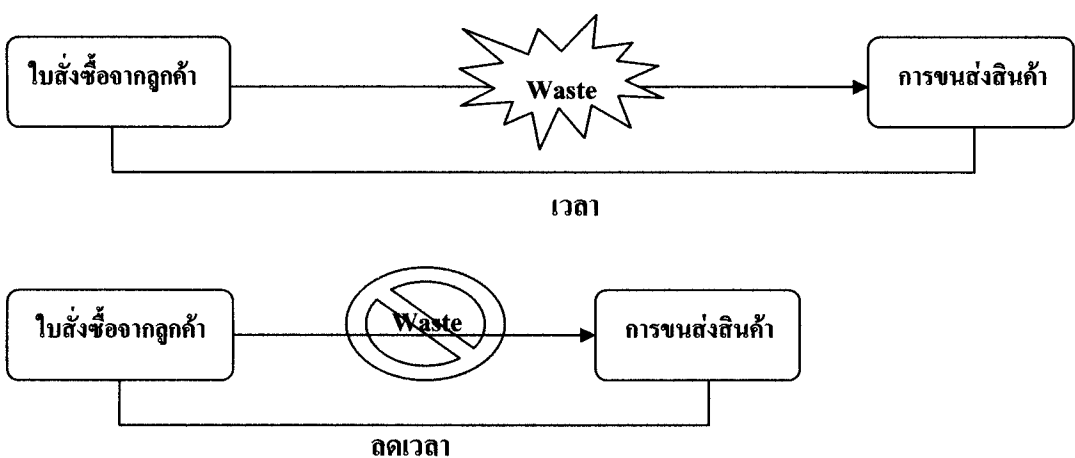 ใบสั่งซื้อจากลูกค้า
Waste
การขนส่งสินค้า
เวลา
ใบสั่งซื้อจากลูกค้า
Waste
การขนส่งสินค้า
ลดเวลา